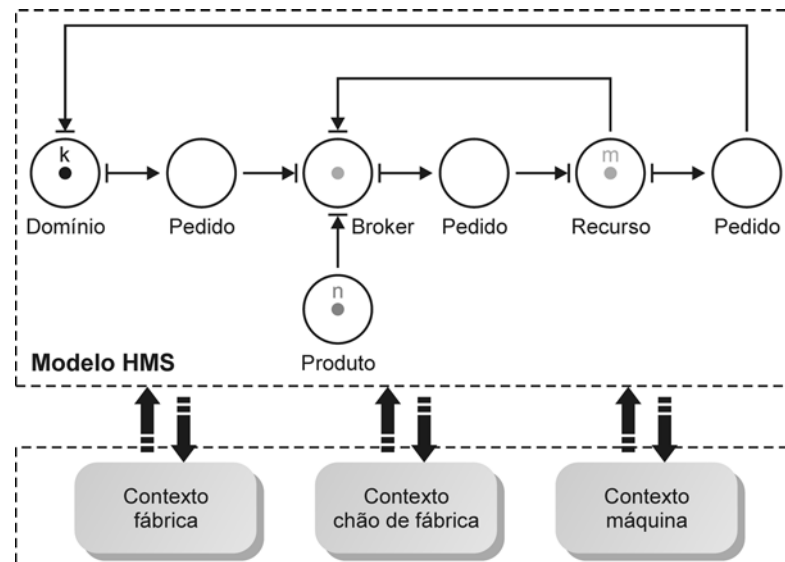 k
m
Domínio
Pedido
Broker
Pedido
Recurso
Pedido
n
Produto
Modelo HMS
Contexto
fábrica
Contexto
chão de fábrica
Contexto
máquina